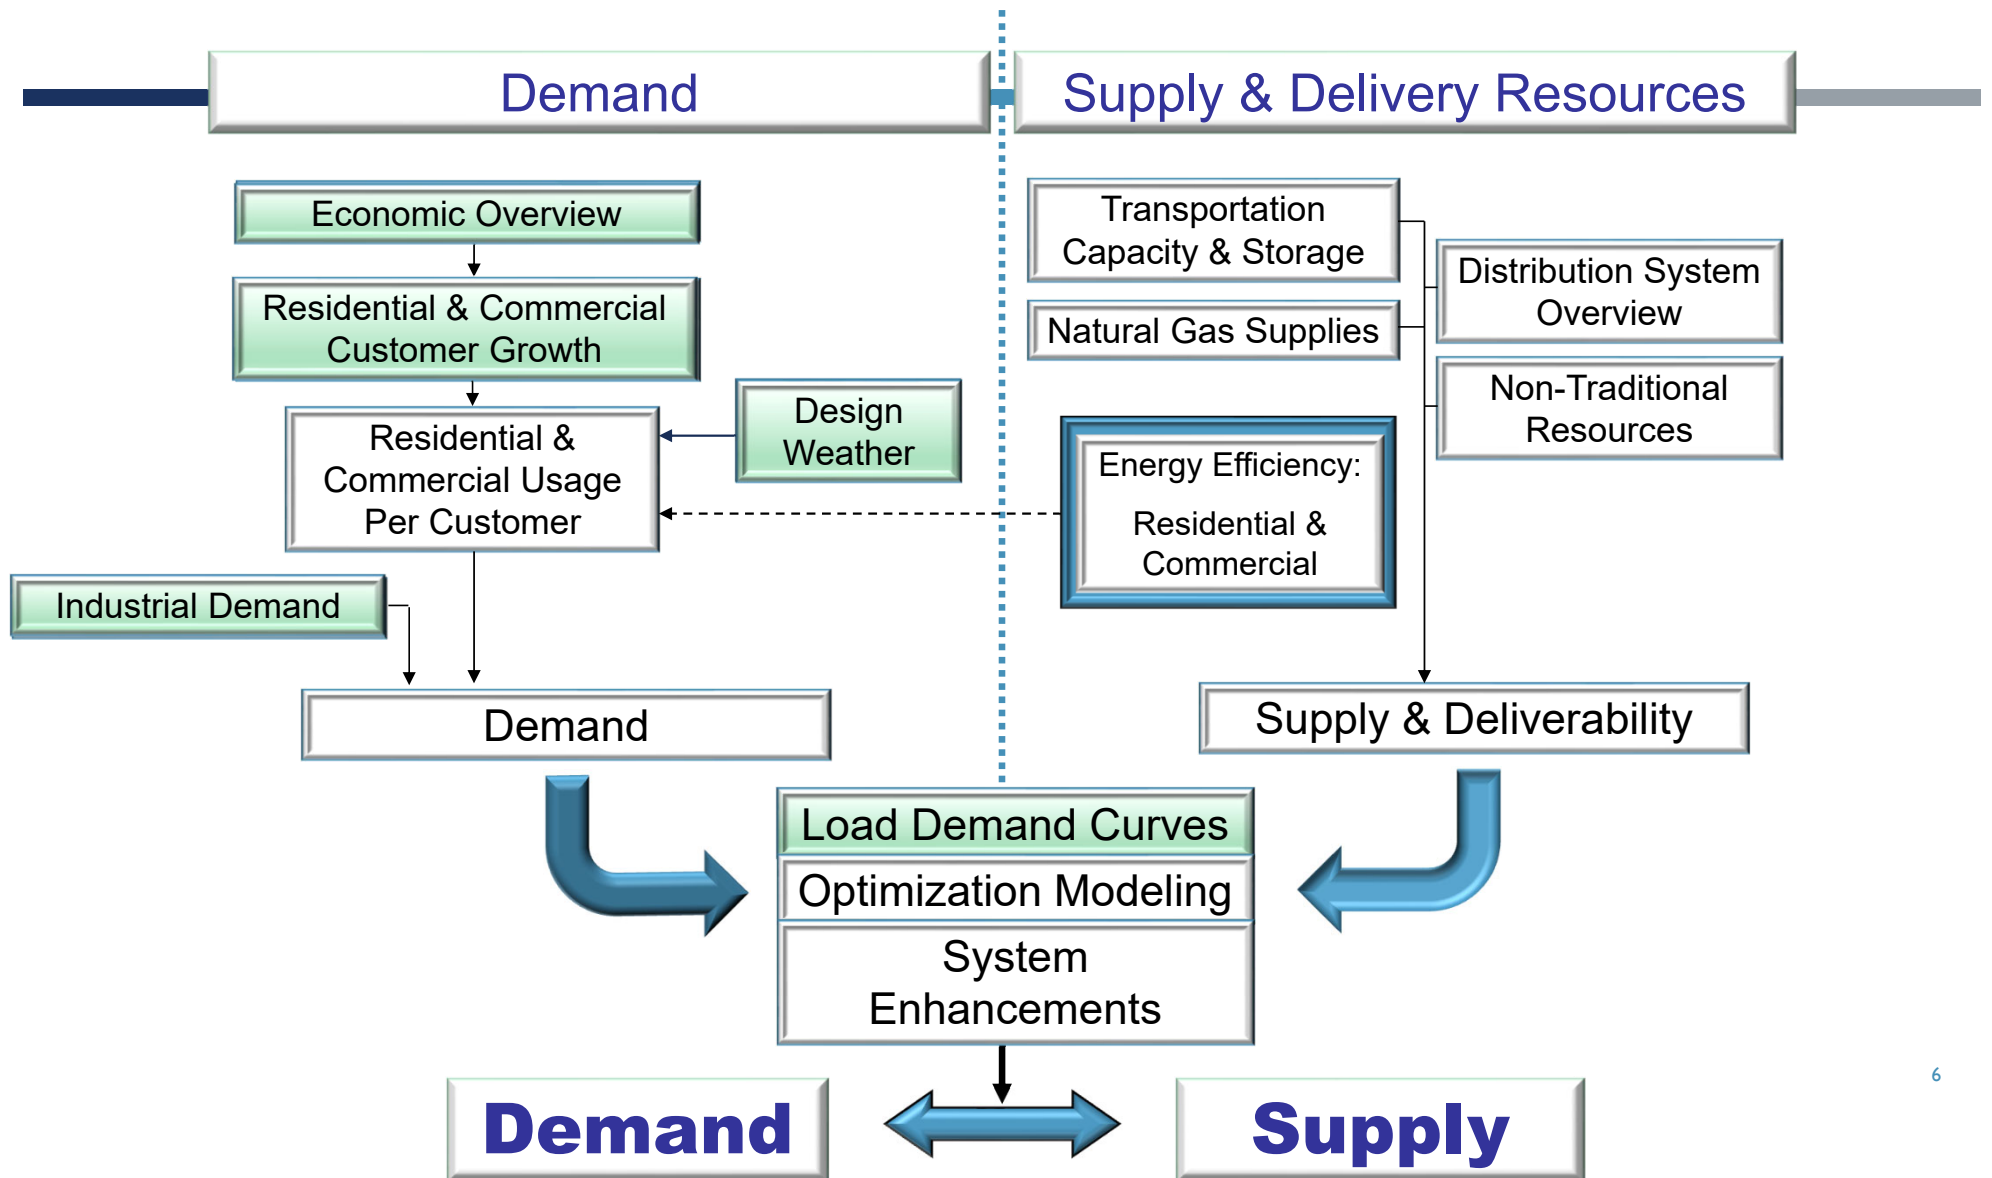 Demand
Supply & Delivery Resources
Economic Overview
Residential & Commercial
Customer Growth
Residential &
Commercial Usage
Per Customer
Design
Weather
Industrial Demand
Demand
Transportation
Capacity & Storage
Natural Gas Supplies
Distribution System
Overview
Non-Traditional
Resources
Energy Efficiency:
Residential &
Commercial
Supply & Deliverability
Load Demand Curves
Optimization Modeling
System
Enhancements
Demand
Supply
6